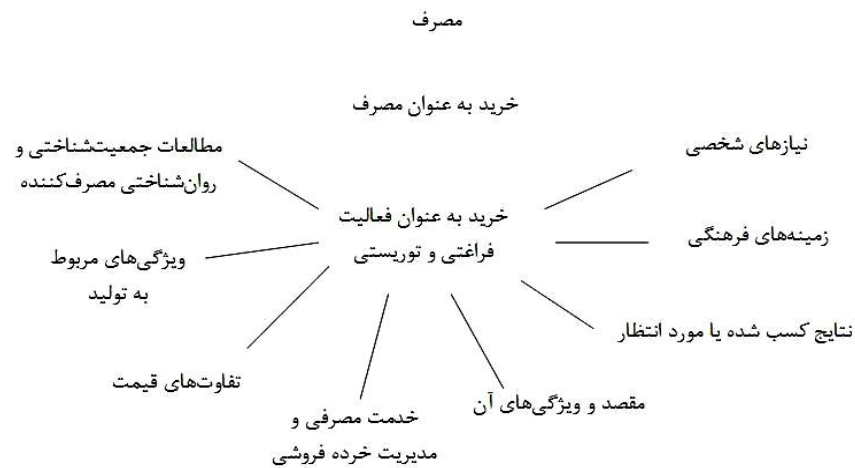 مصرف
خرید به عنوان مصرف
نیازهای شخصی
مطالعات جمعیت‌شناختی و
روان‌شناختی مصرف‌کننده
خرید به عنوان فعالیت
فراغتی و توریستی
زمینه‌های فرهنگی
ویژگی‌های مربوط
به تولید
نتایج کسب شده یا مورد انتظار
تفاوت‌های قیمت
مقصد و ویژگی‌های آن
خدمت مصرفی و
مدیریت خرده فروشی